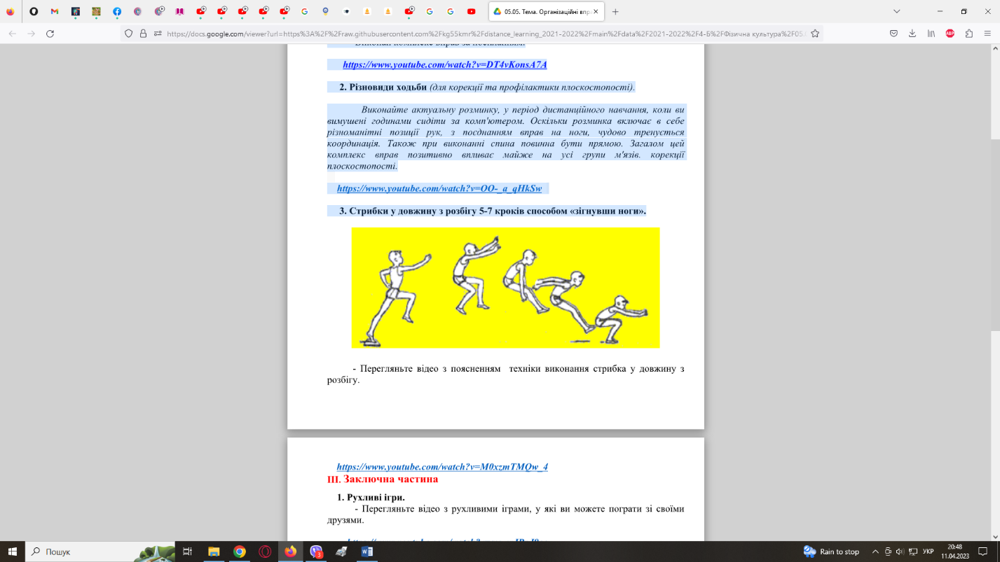 05.05. Тема. Організаційні впр
https://docs.google.com/viewer?url=https%3A%2F%2Fraw.githubusercontent.com%2Fkg55kmr%2Fdistance_learning_2021-2022%2Fmain%2Fdata%2F2021-2022%2F4-Б%2FФізична культура%2F05.
https://www.youtube.com/watch?v=DT4vKonsA7A
2. Різновиди ходьби (для корекції та профілактики плоскостопості).
Виконайте актуальну розминку, у період дистанційного навчання, коли ви
вимушені годинами сидіти за комп'ютером. Оскільки розминка включає в себе
різноманітні позиції рук, з поєднанням вправ на ноги, чудово тренується
координація. Також при виконанні спина повинна бути прямою. Загалом цей
комплекс вправ позитивно впливає майже на усі групи м'язів. корекції
плоскостопості.
https://www.youtube.com/watch?v=OO-_a_qHkSw
3. Стрибки у довжину з розбігу 5-7 кроків способом «зігнувши ноги».
- Перегляньте відео з поясненням техніки виконання стрибка у довжину з
розбігу.
https://www.youtube.com/watch?v=M0xzmTMQw_4
III. Заключна частина
1. Рухливі ігри.
- Перегляньте відео з рухливими іграми, у які ви можете пограти зі своїми
друзями.
Пошук
3
Rain to stop
УКР
20:48
11.04.2023